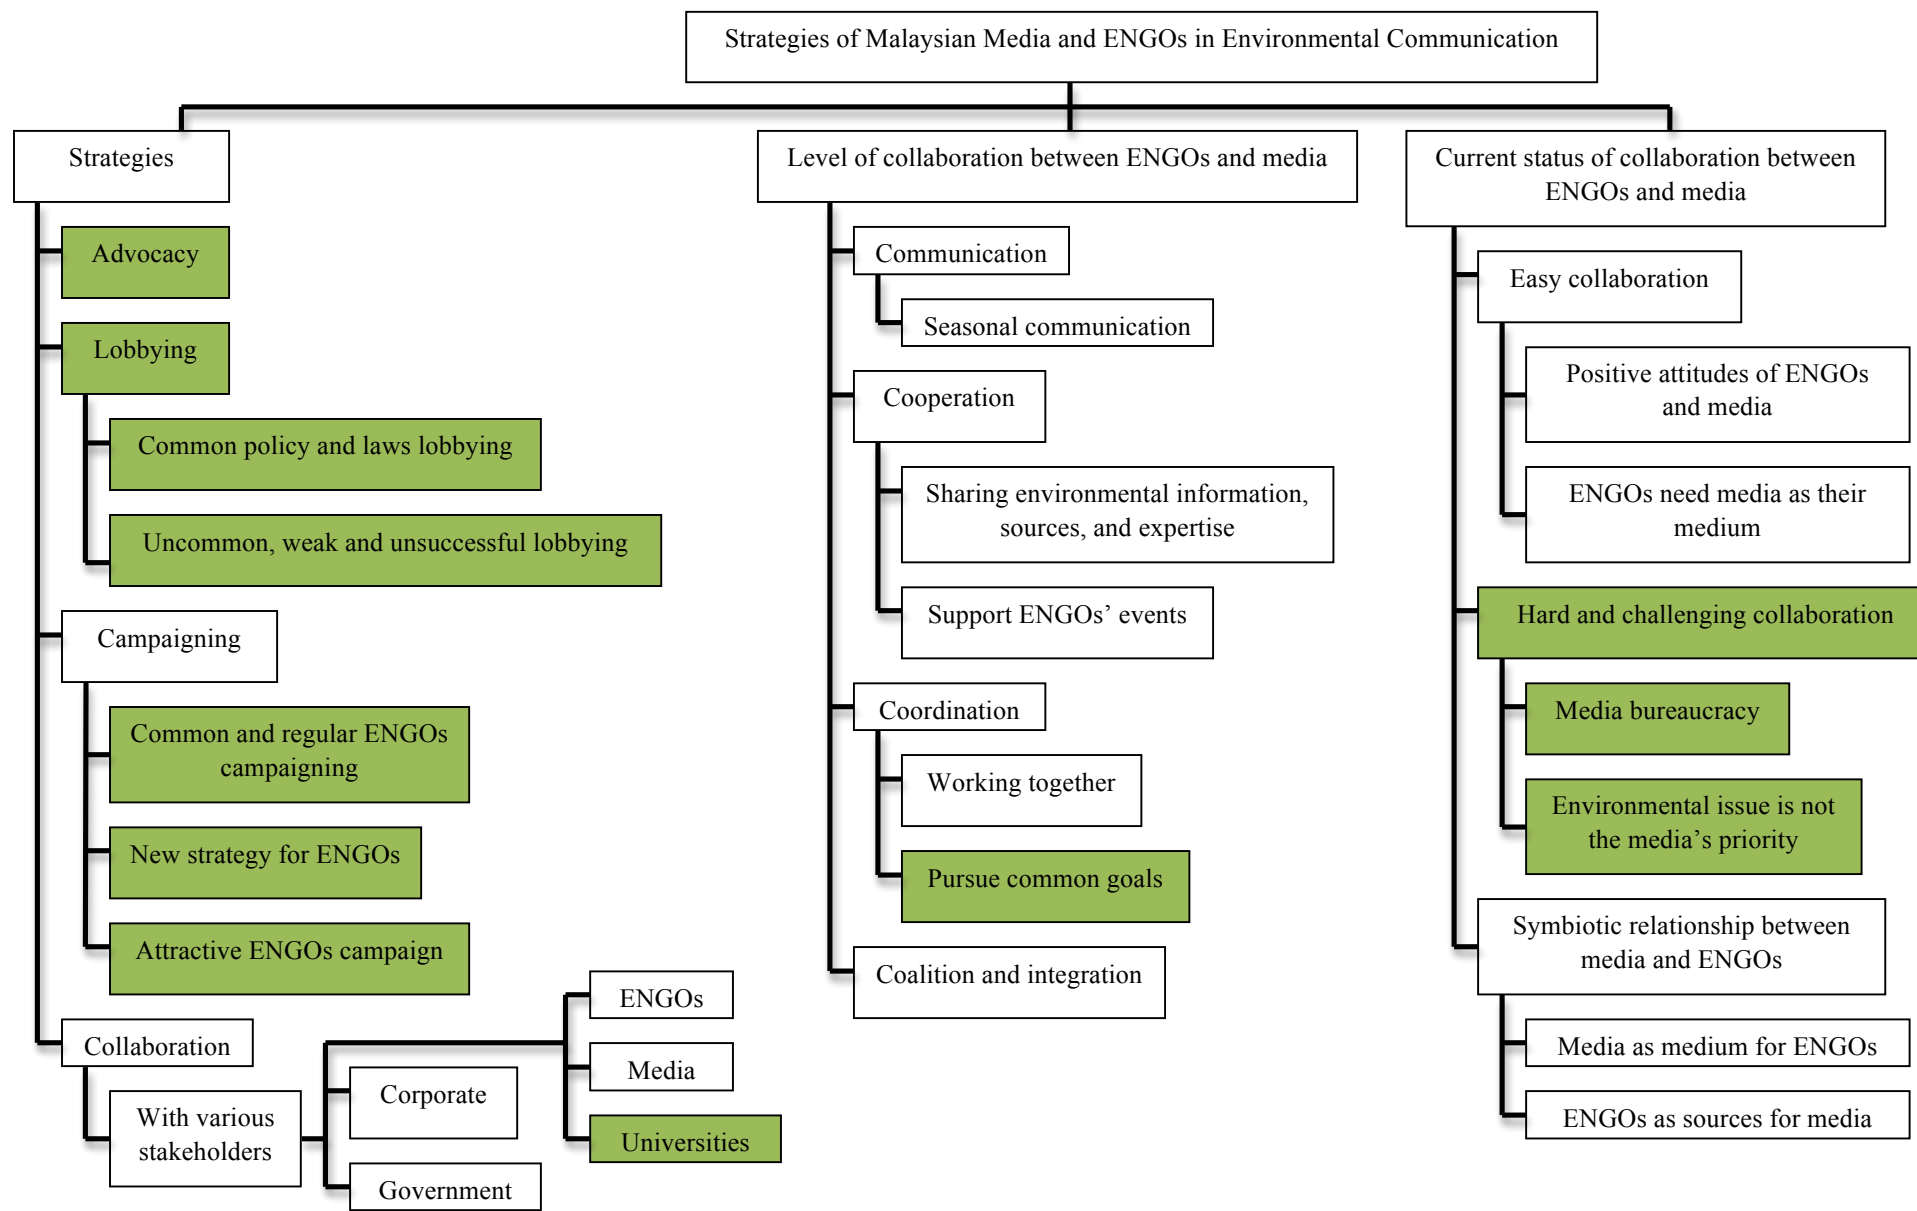 Strategies of Malaysian Media and ENGOs in Environmental Communication
Strategies
Advocacy
Lobbying
Common policy and laws lobbying
Uncommon, weak and unsuccessful lobbying
Campaigning
Common and regular ENGOs
campaigning
New strategy for ENGOs
Attractive ENGOs campaign
Collaboration
With various
stakeholders
Corporate
Government
ENGOs
Media
Universities
Level of collaboration between ENGOs and media
Communication
Seasonal communication
Cooperation
Sharing environmental information,
sources, and expertise
Support ENGOs’ events
Coordination
Working together
Pursue common goals
Coalition and integration
Current status of collaboration between
ENGOs and media
Easy collaboration
Positive attitudes of ENGOs
and media
ENGOs need media as their
medium
Hard and challenging collaboration
Media bureaucracy
Environmental issue is not
the media’s priority
Symbiotic relationship between
media and ENGOs
Media as medium for ENGOs
ENGOs as sources for media